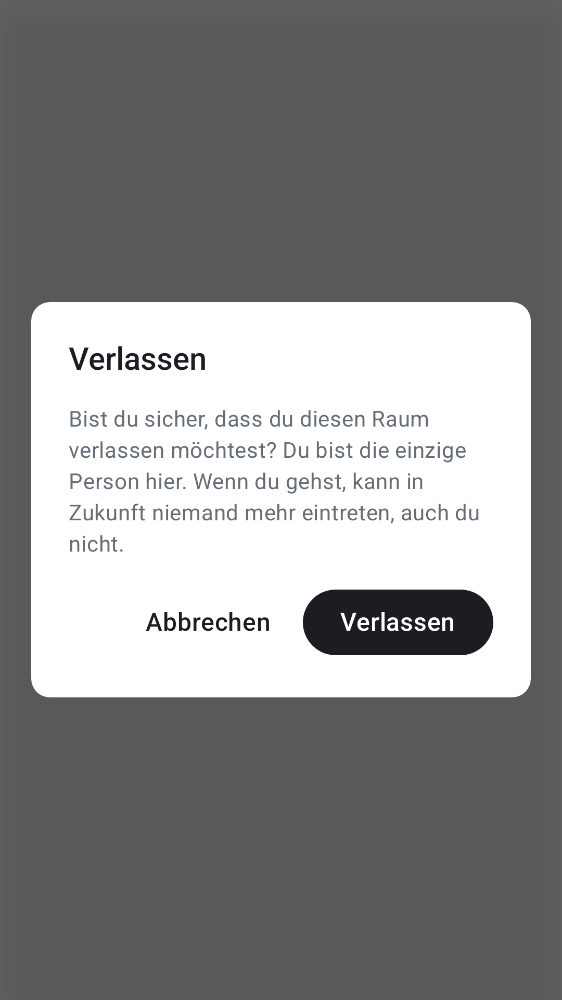 Verlassen
Bist du sicher, dass du diesen Raum
verlassen möchtest? Du bist die einzige
Person hier. Wenn du gehst, kann in
Zukunft niemand mehr eintreten, auch du
nicht.
Abbrechen
Verlassen